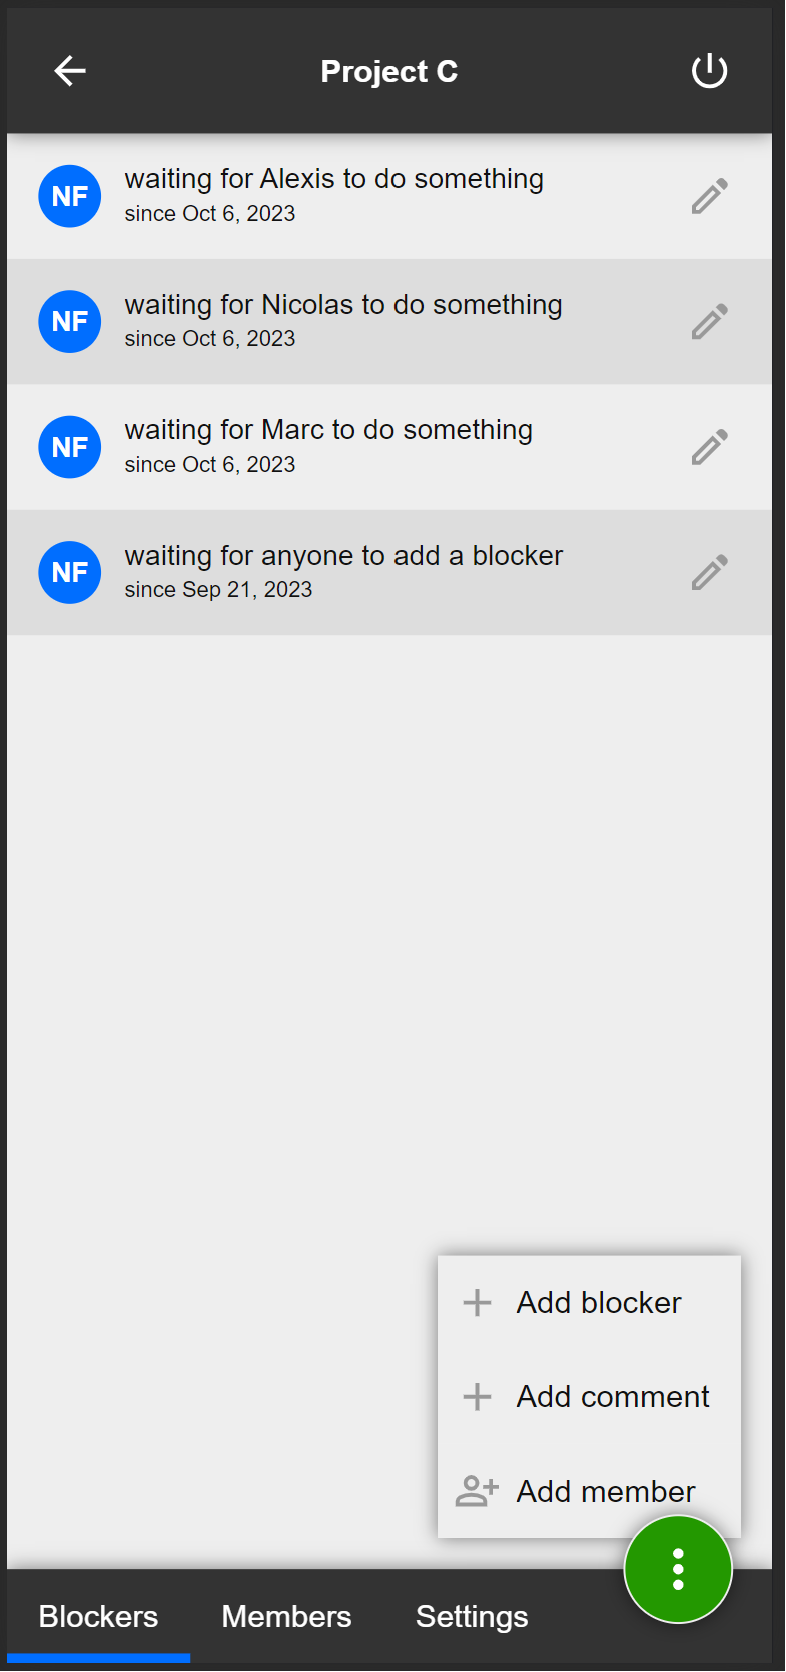 Project C
NF
waiting for Alexis to do something
since Oct 6, 2023
NF
waiting for Nicolas to do something
since Oct 6, 2023
NF
waiting for Marc to do something
since Oct 6, 2023
NF
waiting for anyone to add a blocker
since Sep 21, 2023
Add blocker
Add comment
Add member
Blockers Members Settings